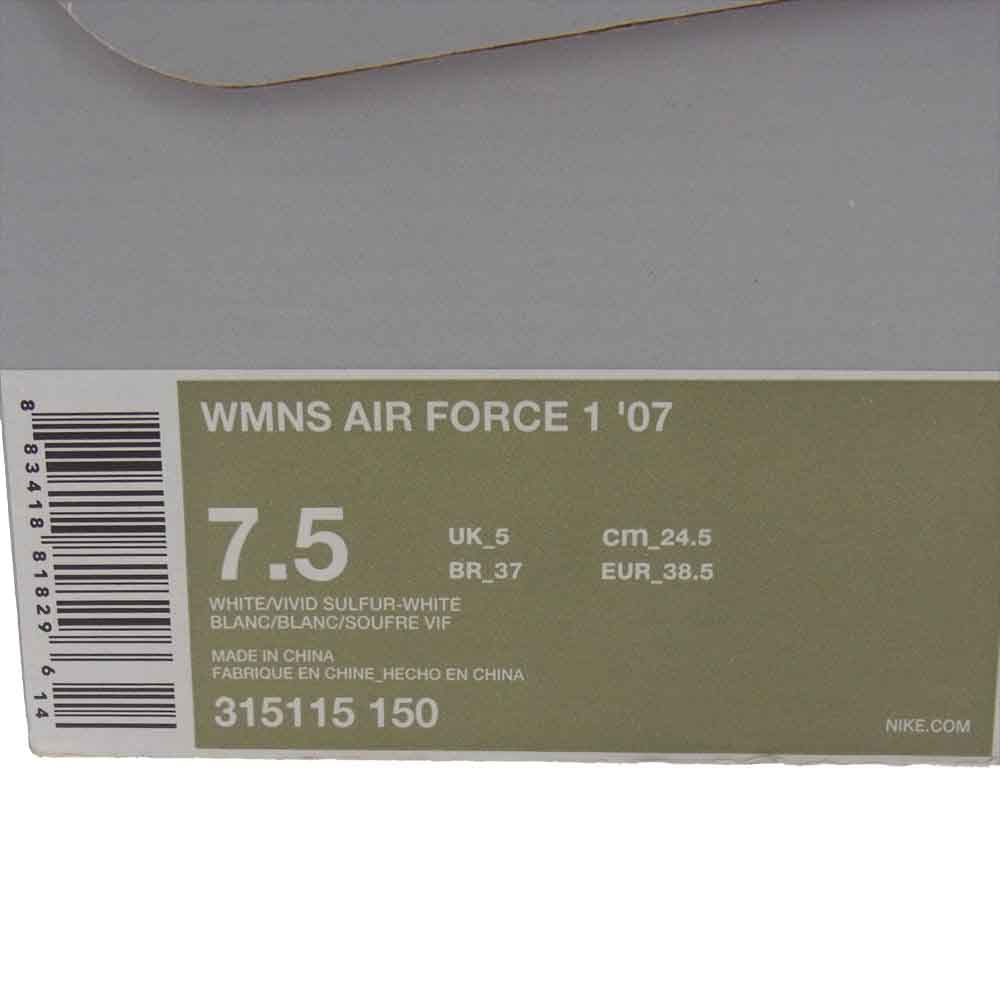 WMNS AIR FORCE 1 '07
7.5
UK_5 cm_24.5
BR_37 EUR_38.5
WHITE/VIVID SULFUR-WHITE
BLANC/BLANC/SOUFRE VIF
MADE IN CHINA
FABRIQUE EN CHINE_HECHO EN CHINA
315115 150
NIKE.COM
8 83418 81829 6 14